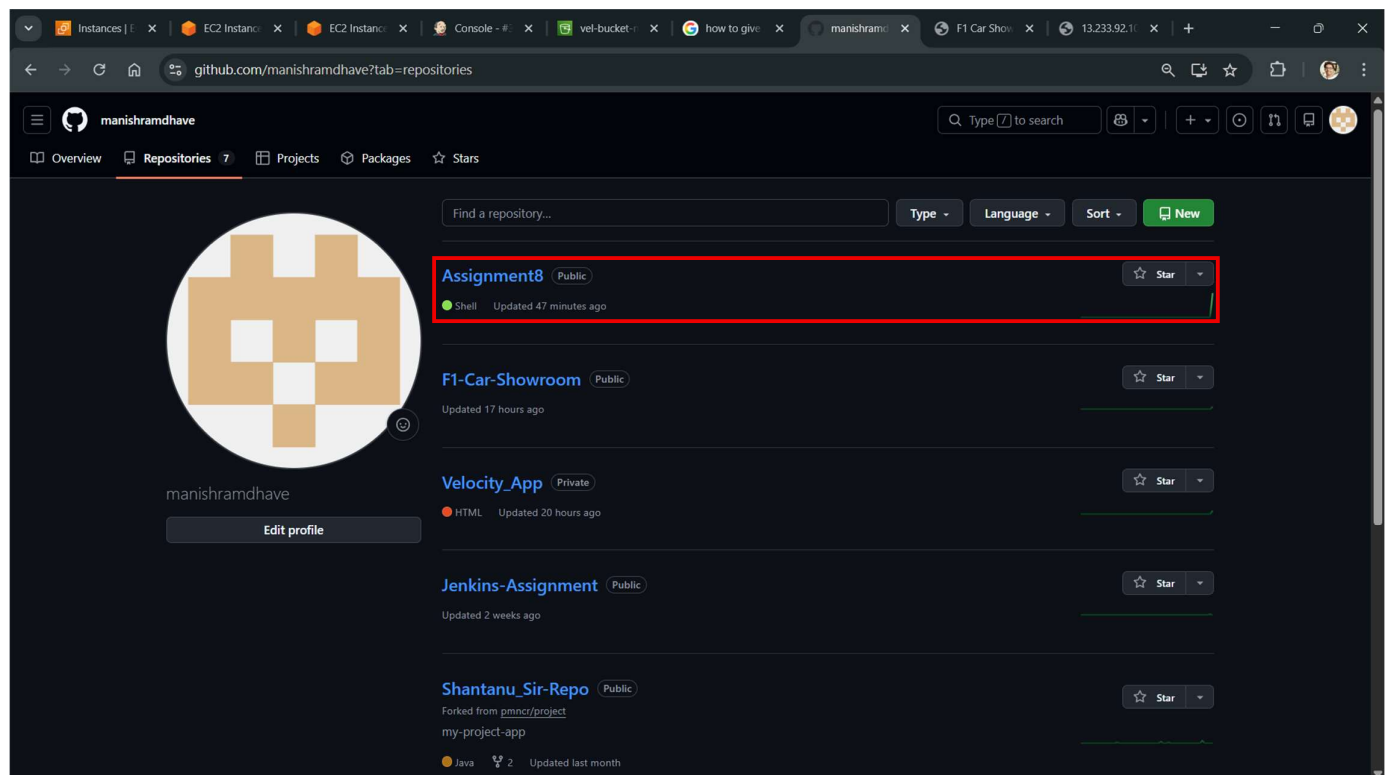 Instances | E
EC2 Instance
EC2 Instance
Console - #
vel-bucket-r
how to give
manishramd
F1 Car Show
13.233.92.1
github.com/manishramdhave?tab=repositories
manishramdhave
Type / to search
Overview
Repositories 7
Projects
Packages
Stars
Find a repository...
Type
Language
Sort
New
Assignment8 Public
Star
Shell Updated 47 minutes ago
F1-Car-Showroom Public
Star
Updated 17 hours ago
Velocity_App Private
Star
HTML Updated 20 hours ago
manishramdhave
Edit profile
Jenkins-Assignment Public
Star
Updated 2 weeks ago
Shantanu_Sir-Repo Public
Star
Forked from pmncr/project
my-project-app
Java 2 Updated last month